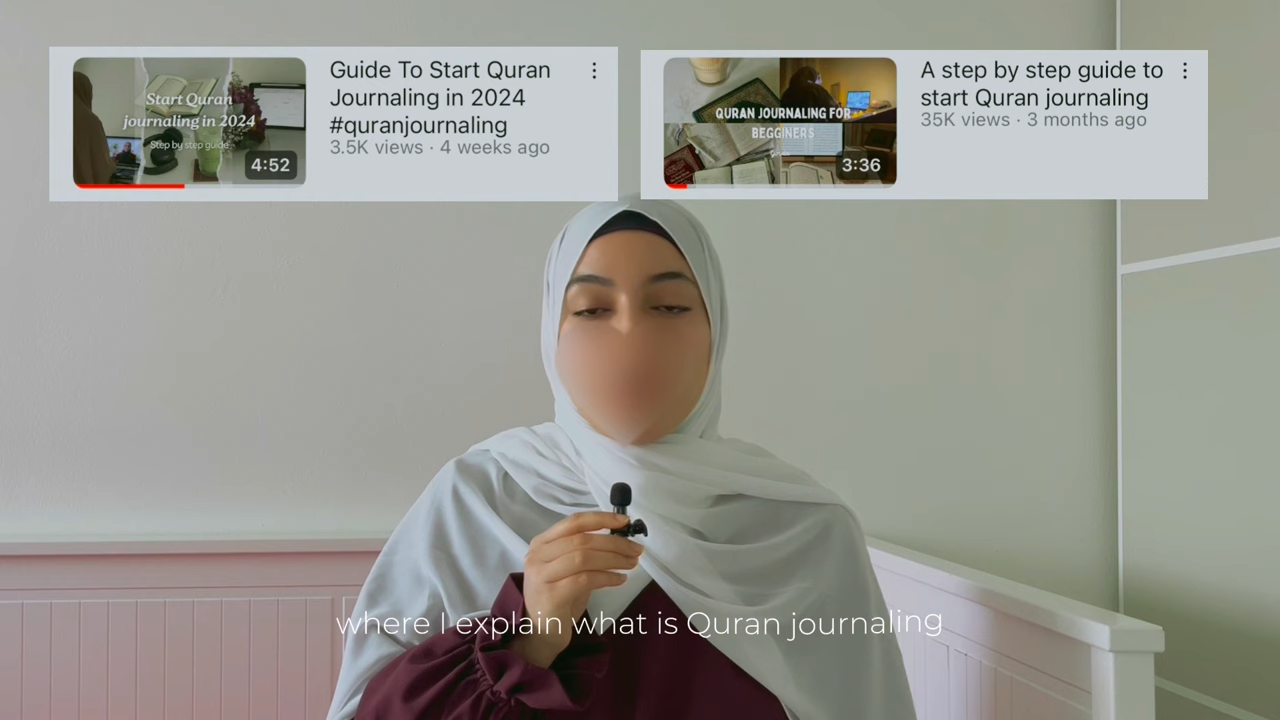 Start Quran
journaling in 2024
Step by step guide
4:52
Guide To Start Quran
Journaling in 2024
#quranjournaling
3.5K views · 4 weeks ago
QURAN JOURNALING FOR
BEGGINERS
3:36
A step by step guide to
start Quran journaling
35K views · 3 months ago
where I explain what is Quran journaling